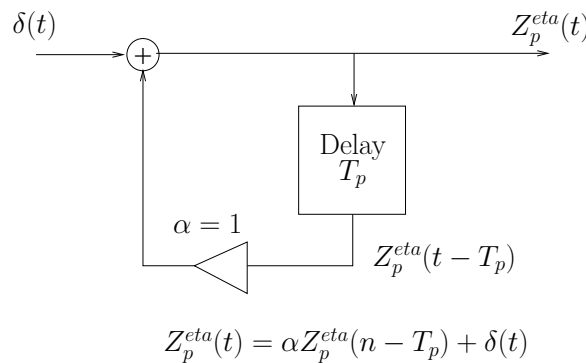 δ(t)
Z_p^{eta}(t)
+
Delay
T_p
α = 1
Z_p^{eta}(t − T_p)
Z_p^{eta}(t) = αZ_p^{eta}(n − T_p) + δ(t)